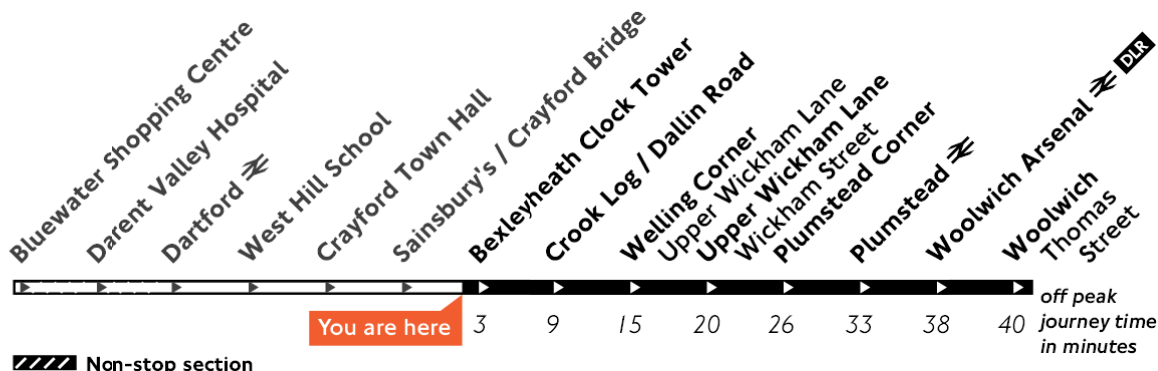 Bluewater Shopping Centre
Darent Valley Hospital
Dartford
West Hill School
Crayford Town Hall
Sainsbury's / Crayford Bridge
Bexleyheath Clock Tower
Crook Log / Dallin Road
Welling Corner
Upper Wickham Lane
Upper Wickham Lane
Wickham Street
Plumstead Corner
Plumstead
Woolwich Arsenal DLR
Woolwich
Thomas
Street
You are here
3 9 15 20 26 33 38 40
off peak
journey time
in minutes
Non-stop section